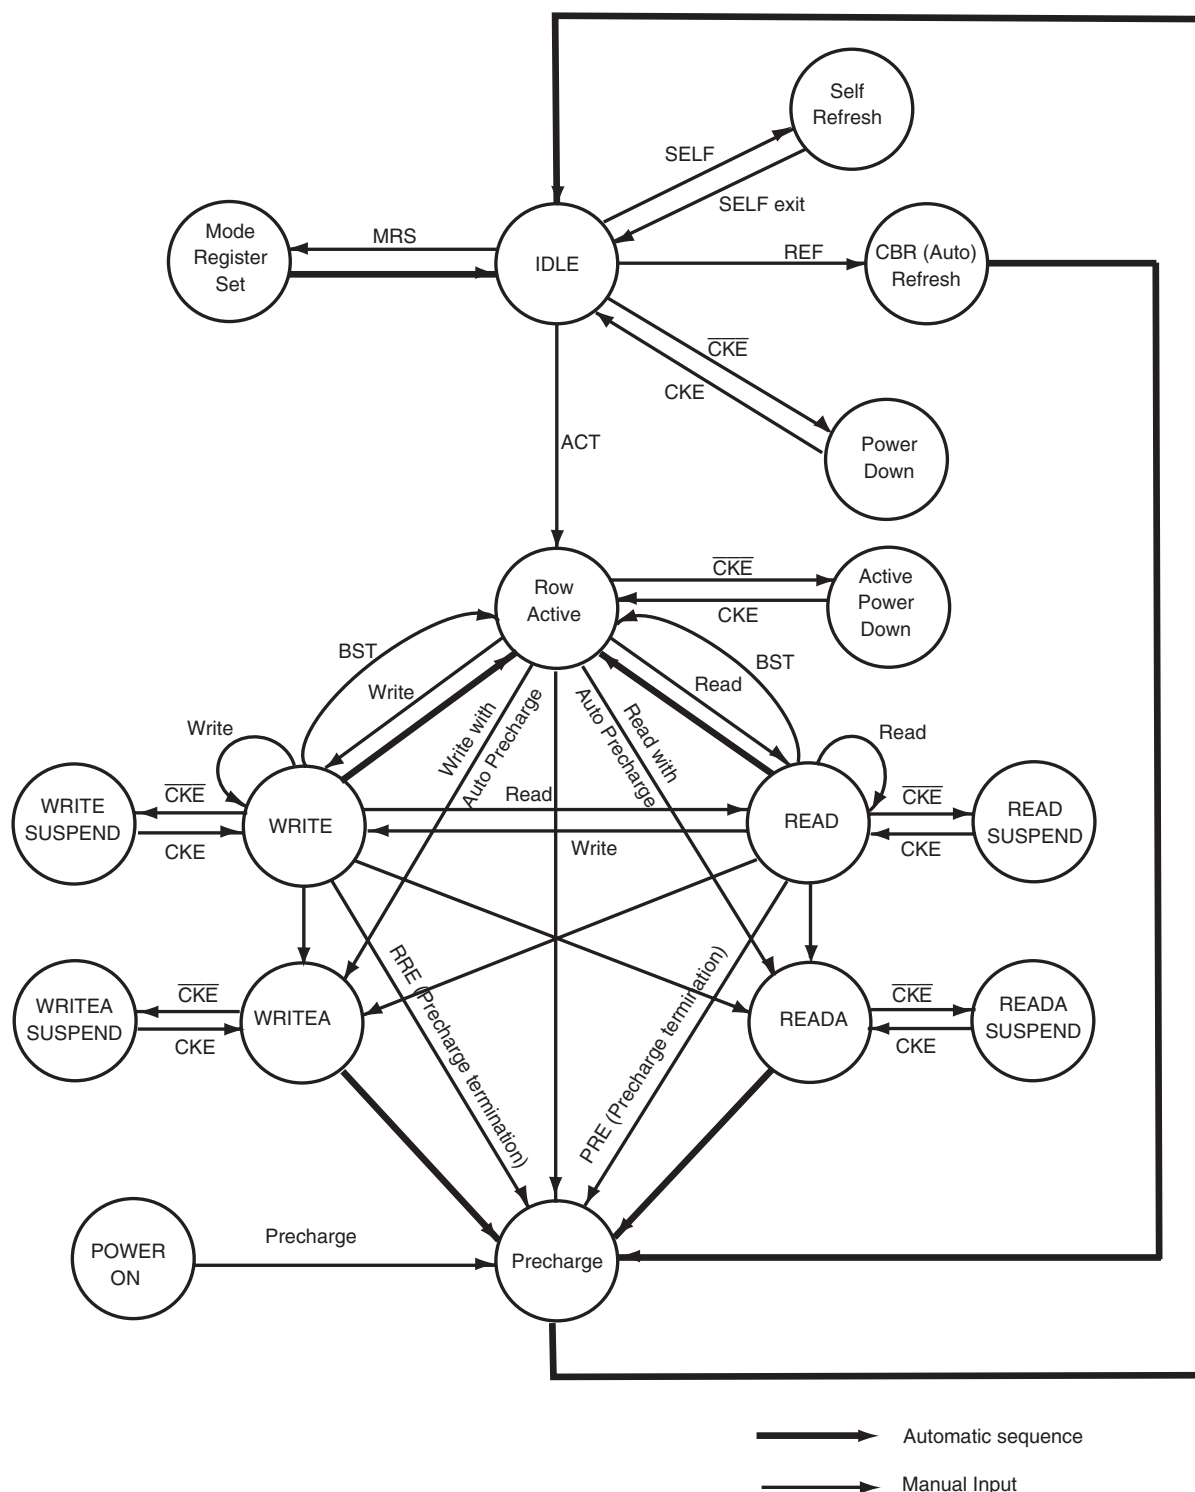 Self
Refresh
SELF
SELF exit
Mode
Register
Set
MRS
IDLE
REF
CBR (Auto)
Refresh
CKE
CKE
ACT
Power
Down
Row
Active
CKE
CKE
Active
Power
Down
BST
Write
Write with
Auto Precharge
Auto Precharge
Read with
Read
BST
Write
Read
WRITE
SUSPEND
CKE
CKE
WRITE
Read
Write
READ
CKE
CKE
READ
SUSPEND
RRE (Precharge termination)
PRE (Precharge termination)
WRITEA
SUSPEND
CKE
CKE
WRITEA
READA
CKE
CKE
READA
SUSPEND
POWER
ON
Precharge
Precharge
Automatic sequence
Manual Input